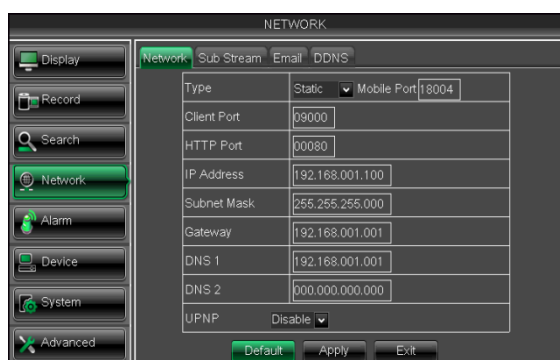 NETWORK
Display
Record
Search
Network
Alarm
Device
System
Advanced
Network Sub Stream Email DDNS
Type Static Mobile Port 18004
Client Port 09000
HTTP Port 00080
IP Address 192.168.001.100
Subnet Mask 255.255.255.000
Gateway 192.168.001.001
DNS 1 192.168.001.001
DNS 2 000.000.000.000
UPNP Disable
Default Apply Exit